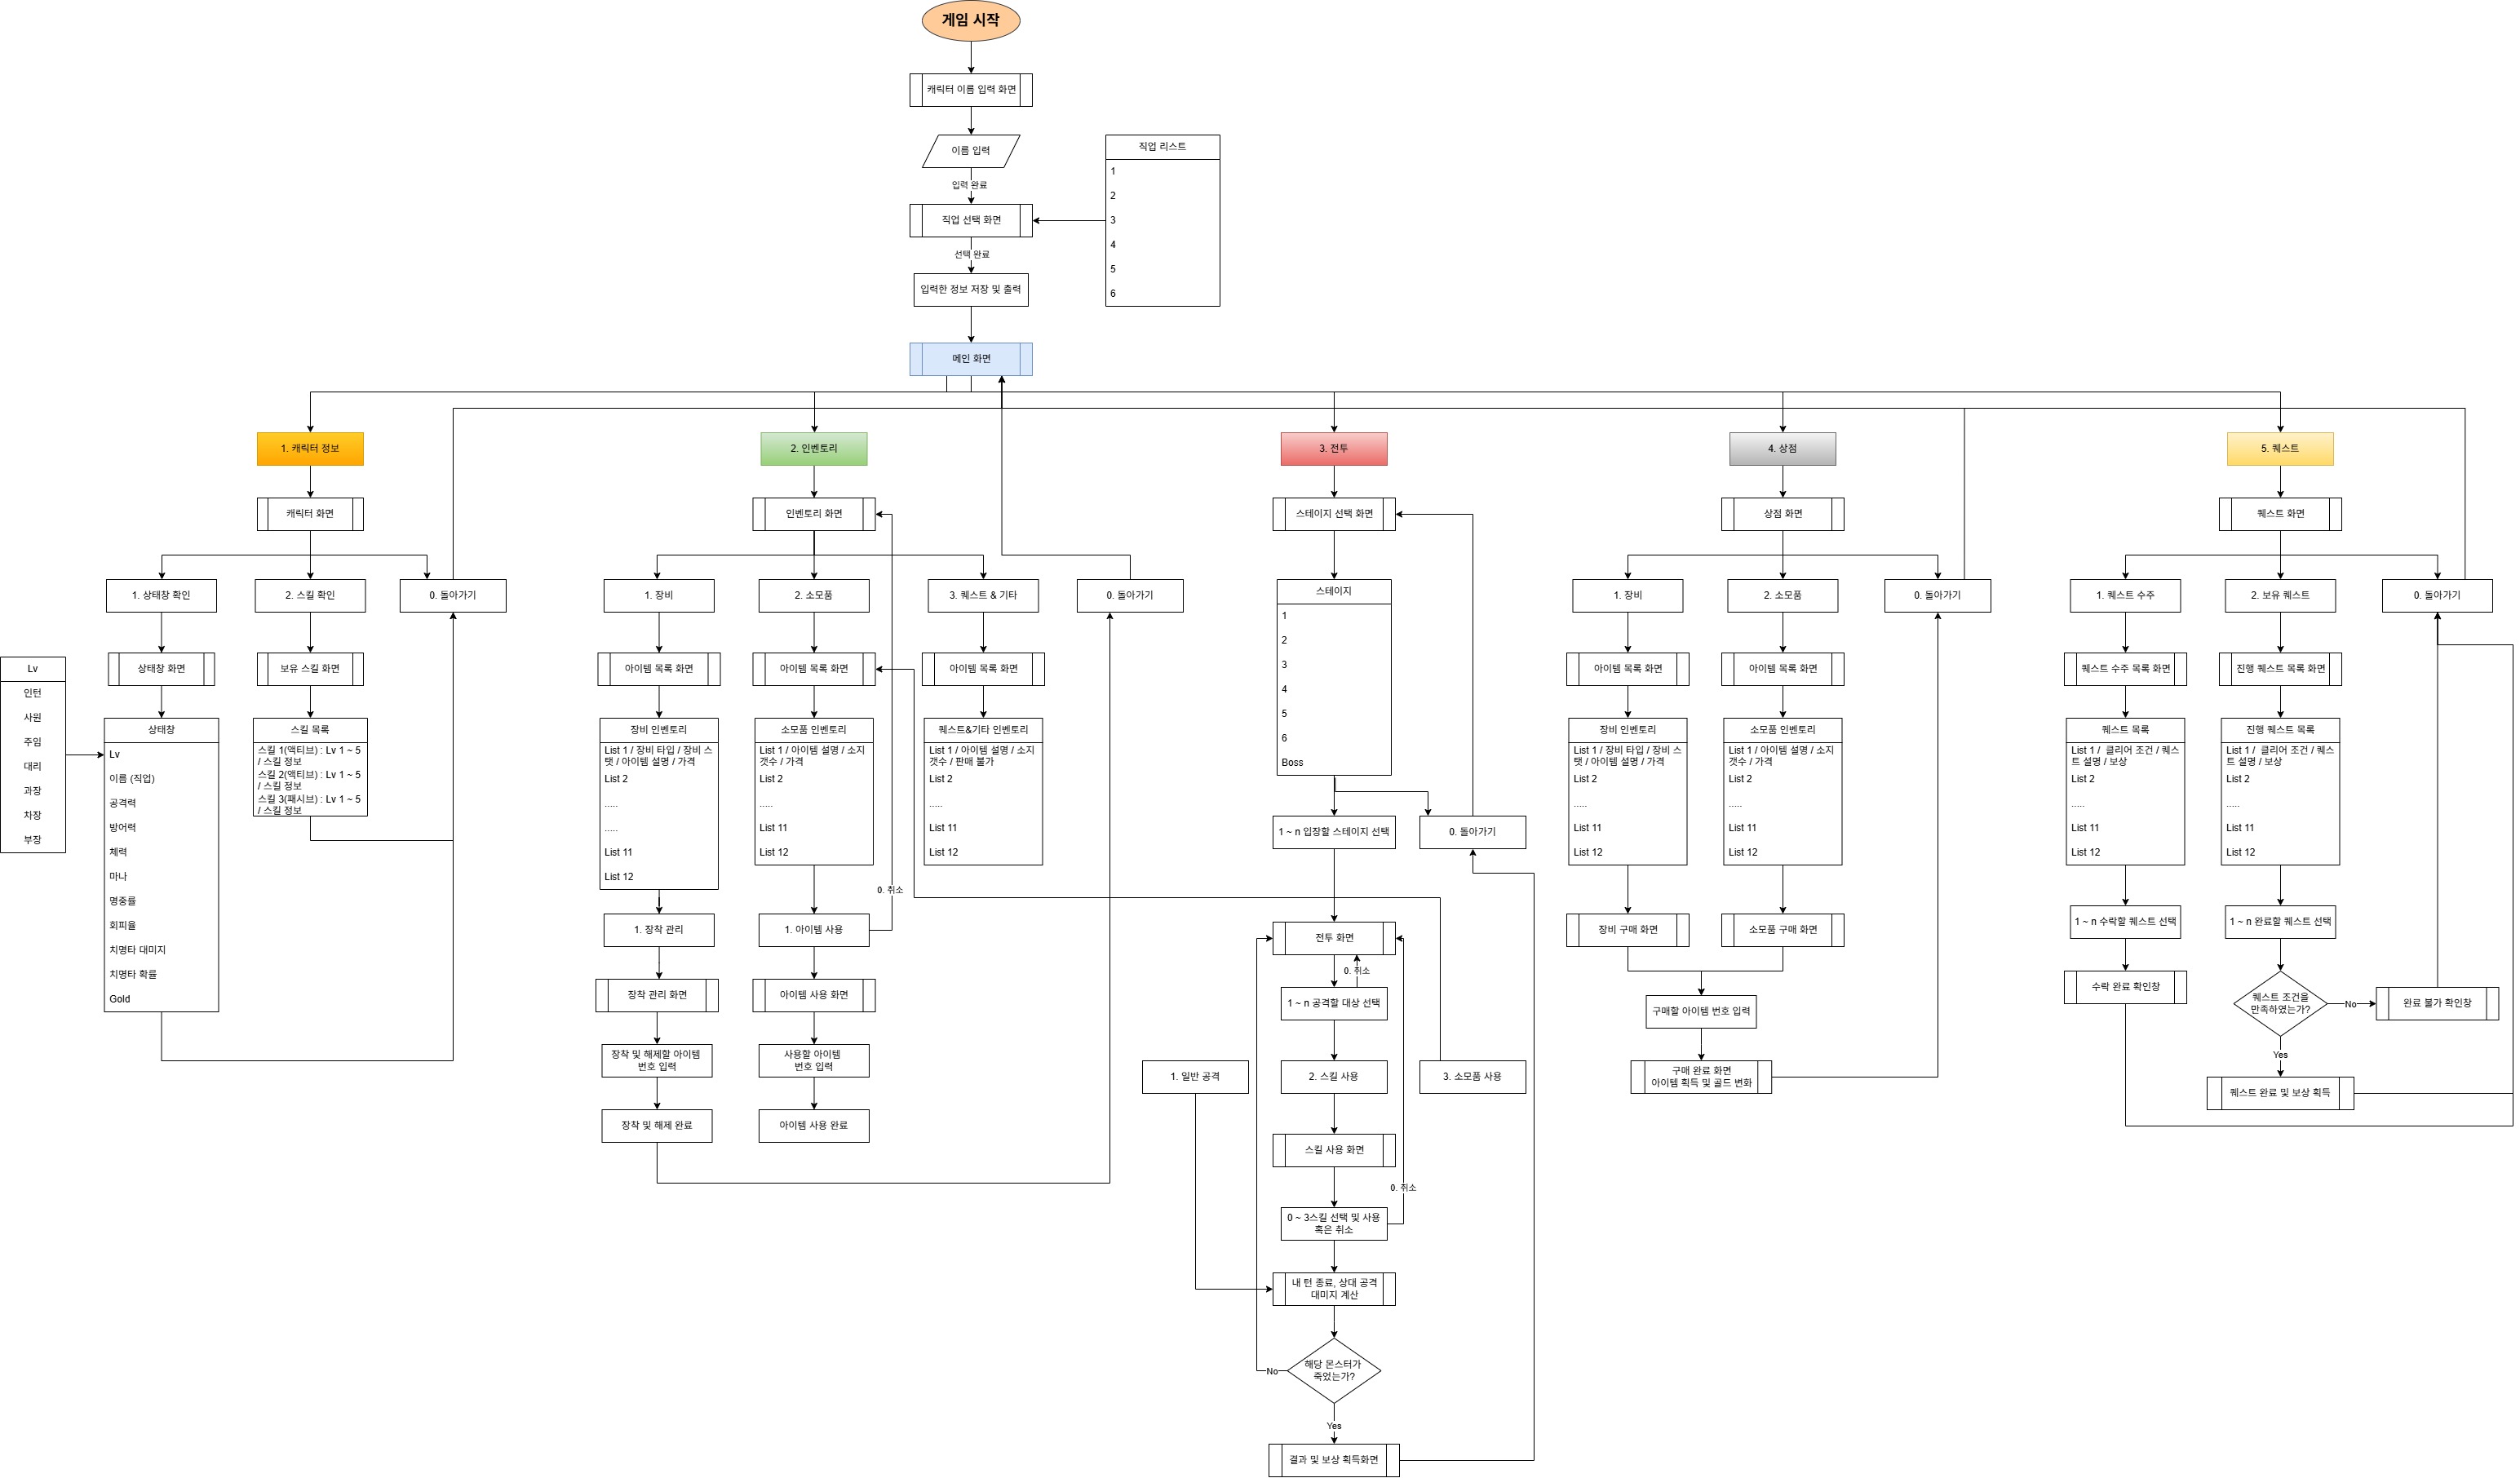 게임 시작
캐릭터 이름 입력 화면
이름 입력
입력 완료
직업 선택 화면
선택 완료
입력한 정보 저장 및 출력
메인 화면
직업 리스트
1
2
3
4
5
6
1. 캐릭터 정보
캐릭터 화면
1. 상태창 확인
2. 스킬 확인
0. 돌아가기
상태창 화면
보유 스킬 화면
Lv
인턴
사원
주임
대리
과장
차장
부장
상태창
Lv
이름 (직업)
공격력
방어력
체력
마나
명중률
회피율
치명타 대미지
치명타 확률
Gold
스킬 목록
스킬 1(액티브) : Lv 1 ~ 5
/ 스킬 정보
스킬 2(액티브) : Lv 1 ~ 5
/ 스킬 정보
스킬 3(패시브) : Lv 1 ~ 5
/ 스킬 정보
2. 인벤토리
인벤토리 화면
1. 장비
2. 소모품
3. 퀘스트 & 기타
0. 돌아가기
아이템 목록 화면
아이템 목록 화면
아이템 목록 화면
장비 인벤토리
List 1 / 장비 타입 / 장비 스
탯 / 아이템 설명 / 가격
List 2
.....
.....
List 11
List 12
1. 장착 관리
장착 관리 화면
장착 및 해제할 아이템
번호 입력
장착 및 해제 완료
소모품 인벤토리
List 1 / 아이템 설명 / 소지
갯수 / 가격
List 2
.....
List 11
List 12
0. 취소
1. 아이템 사용
아이템 사용 화면
사용할 아이템
번호 입력
아이템 사용 완료
퀘스트&기타 인벤토리
List 1 / 아이템 설명 / 소지
갯수 / 판매 불가
List 2
.....
List 11
List 12
3. 전투
스테이지 선택 화면
스테이지
1
2
3
4
5
6
Boss
1 ~ n 입장할 스테이지 선택
0. 돌아가기
전투 화면
0. 취소
1 ~ n 공격할 대상 선택
1. 일반 공격
2. 스킬 사용
3. 소모품 사용
스킬 사용 화면
0. 취소
0 ~ 3스킬 선택 및 사용
혹은 취소
내 턴 종료, 상대 공격
대미지 계산
해당 몬스터가
죽었는가?
No
Yes
결과 및 보상 획득화면
4. 상점
상점 화면
1. 장비
2. 소모품
0. 돌아가기
아이템 목록 화면
아이템 목록 화면
장비 인벤토리
List 1 / 장비 타입 / 장비 스
탯 / 아이템 설명 / 가격
List 2
.....
List 11
List 12
소모품 인벤토리
List 1 / 아이템 설명 / 소지
갯수 / 가격
List 2
.....
List 11
List 12
장비 구매 화면
소모품 구매 화면
구매할 아이템 번호 입력
구매 완료 화면
아이템 획득 및 골드 변화
5. 퀘스트
퀘스트 화면
1. 퀘스트 수주
2. 보유 퀘스트
0. 돌아가기
퀘스트 수주 목록 화면
진행 퀘스트 목록 화면
퀘스트 목록
List 1 / 클리어 조건 / 퀘스
트 설명 / 보상
List 2
.....
List 11
List 12
진행 퀘스트 목록
List 1 / 클리어 조건 / 퀘스
트 설명 / 보상
List 2
.....
List 11
List 12
1 ~ n 수락할 퀘스트 선택
1 ~ n 완료할 퀘스트 선택
수락 완료 확인창
퀘스트 조건을
만족하였는가?
No
완료 불가 확인창
Yes
퀘스트 완료 및 보상 획득